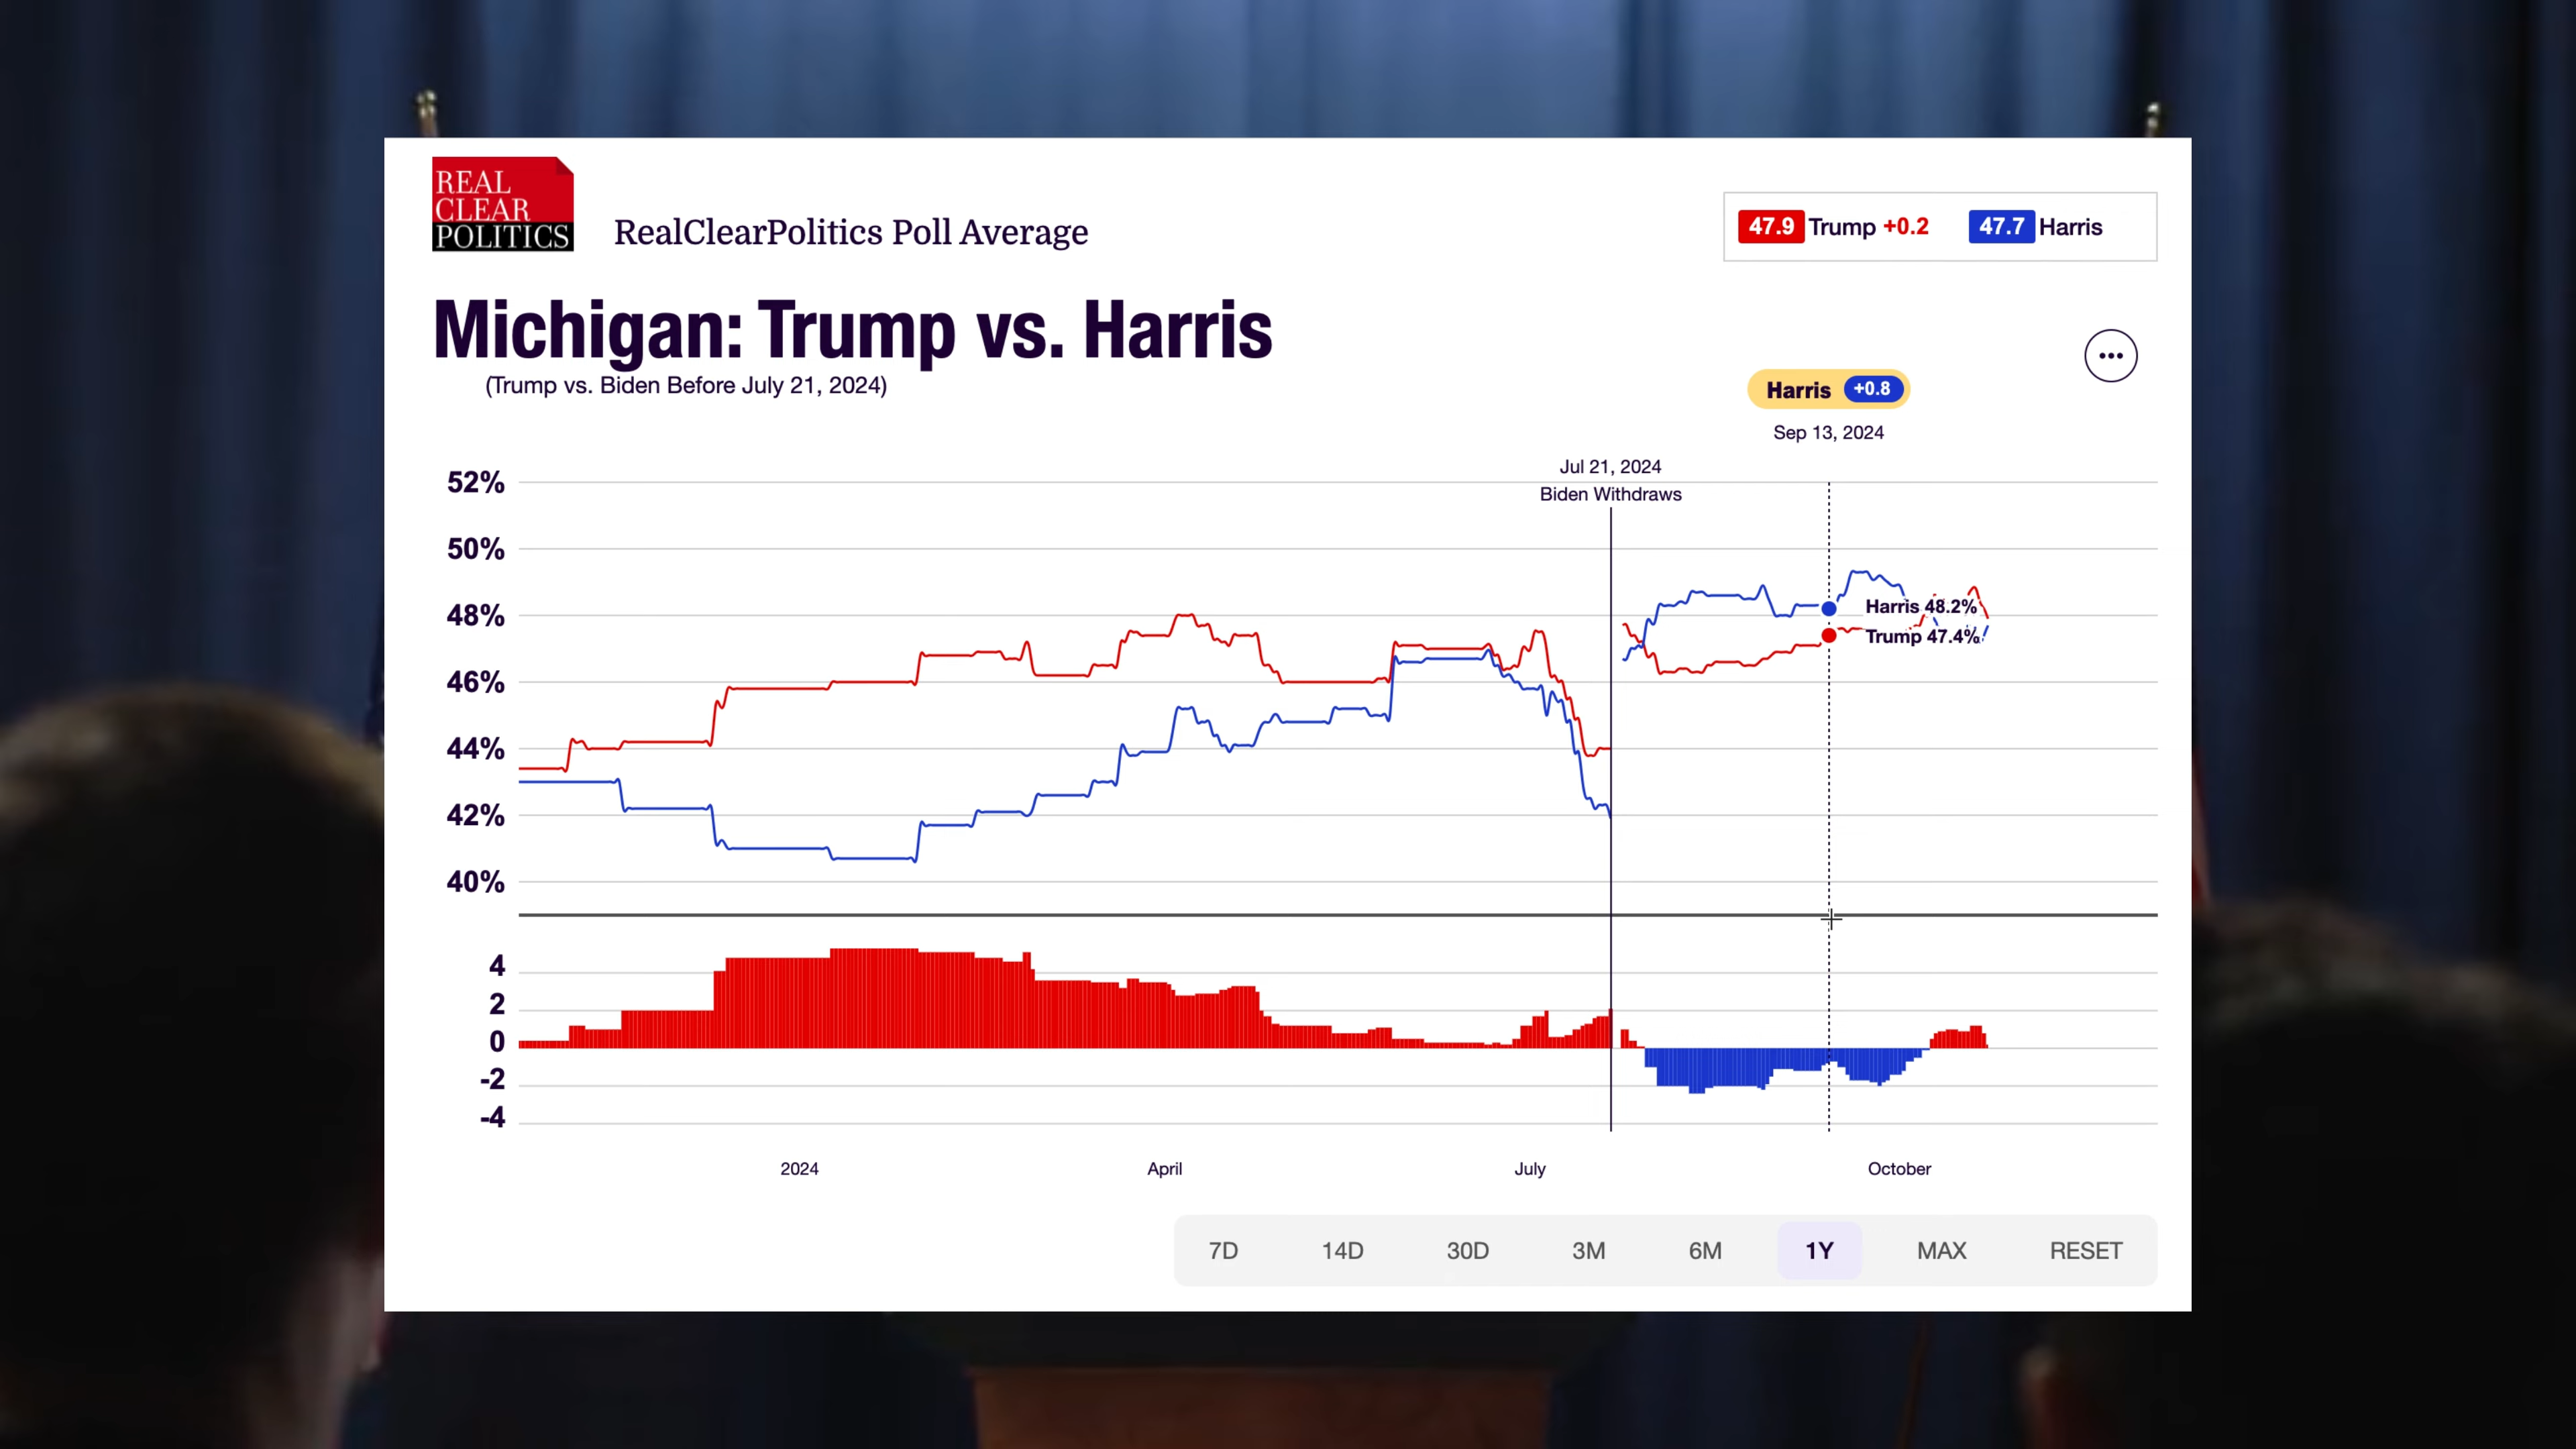 REAL
CLEAR
POLITICS
RealClearPolitics Poll Average
47.9 Trump +0.2 47.7 Harris
Michigan: Trump vs. Harris
(Trump vs. Biden Before July 21, 2024)
•••
Harris +0.8
Sep 13, 2024
Jul 21, 2024
Biden Withdraws
52%
50%
48%
46%
44%
42%
40%
Harris 48.2%
Trump 47.4%
4
2
0
-2
-4
2024 April July October
7D 14D 30D 3M 6M 1Y MAX RESET